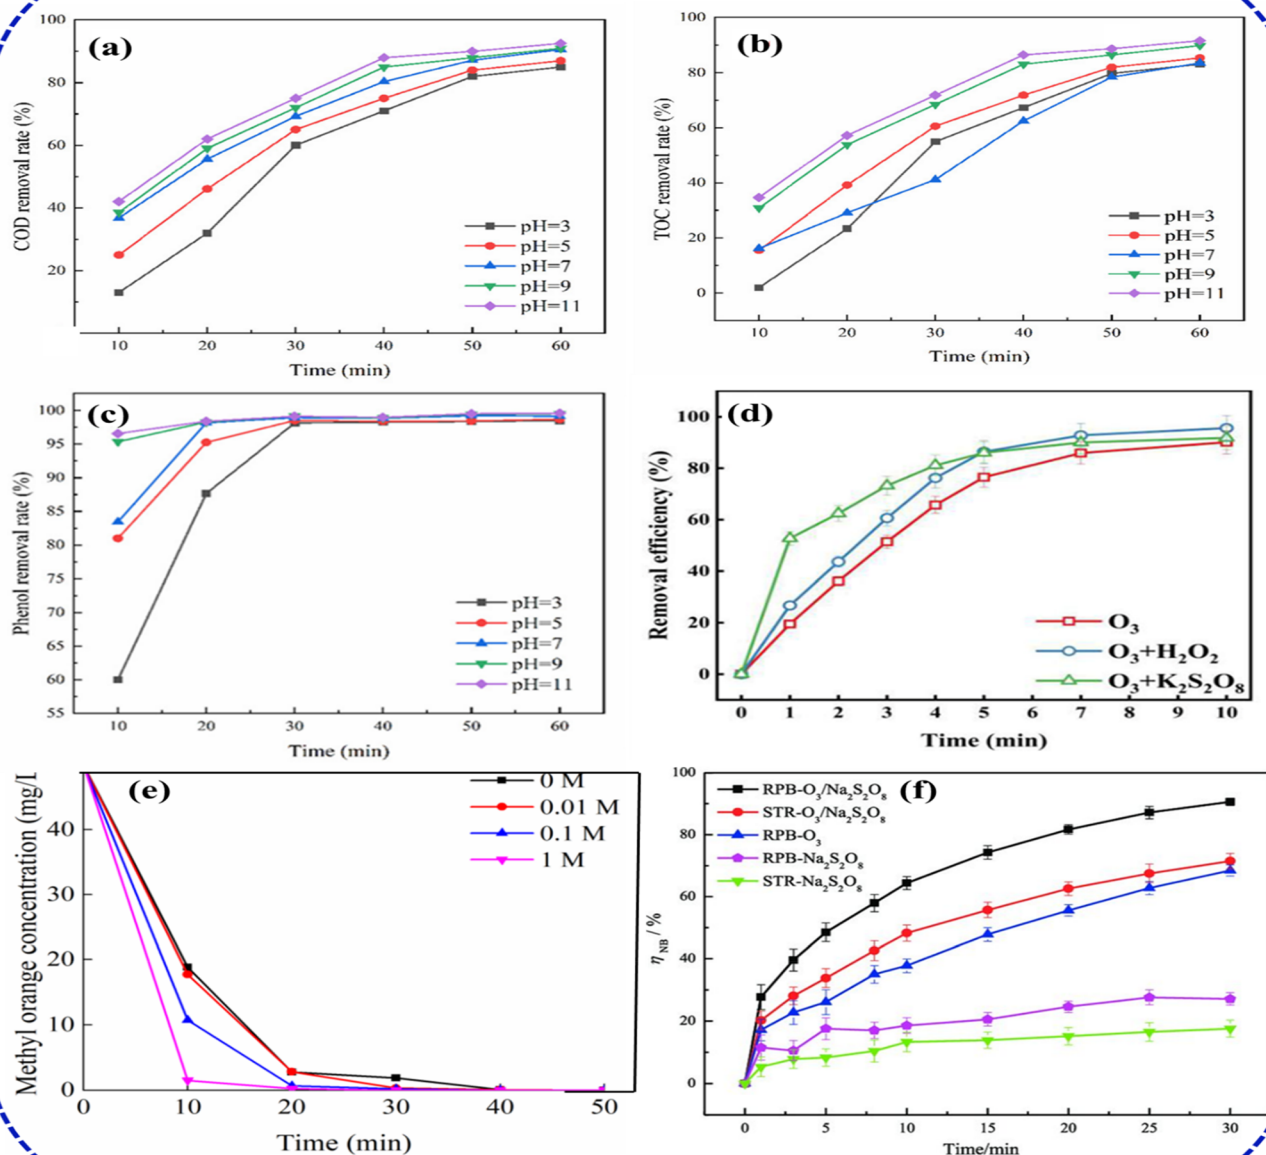 (a)
COD removal rate (%)
100
80
60
40
20
pH=3
pH=5
pH=7
pH=9
pH=11
10 20 30 40 50 60
Time (min)
(b)
TOC removal rate (%)
100
80
60
40
20
0
pH=3
pH=5
pH=7
pH=9
pH=11
10 20 30 40 50 60
Time (min)
(c)
Phenol removal rate (%)
100
95
90
85
80
75
70
65
60
55
pH=3
pH=5
pH=7
pH=9
pH=11
10 20 30 40 50 60
Time (min)
(d)
Removal efficiency (%)
100
80
60
40
20
0
O₃
O₃+H₂O₂
O₃+K₂S₂O₈
0 1 2 3 4 5 6 7 8 9 10
Time (min)
(e)
Methyl orange concentration (mg/l
40
30
20
10
0
0 M
0.01 M
0.1 M
1 M
0 10 20 30 40 50
Time (min)
(f)
η NB / %
100
80
60
40
20
0
RPB-O₃/Na₂S₂O₈
STR-O₃/Na₂S₂O₈
RPB-O₃
RPB-Na₂S₂O₈
STR-Na₂S₂O₈
0 5 10 15 20 25 30
Time/min